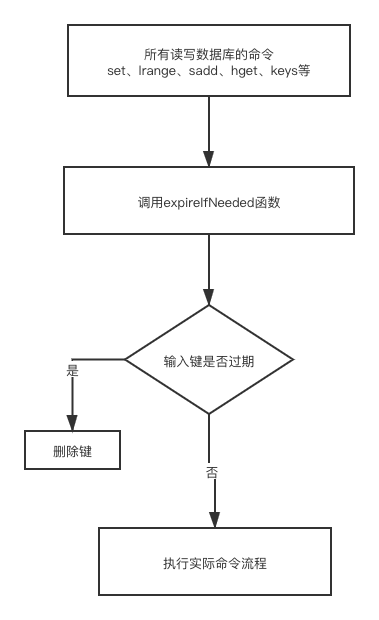 所有读写数据库的命令
set、lrange、sadd、hget、keys等
调用expireIfNeeded函数
输入键是否过期
是
删除键
否
执行实际命令流程